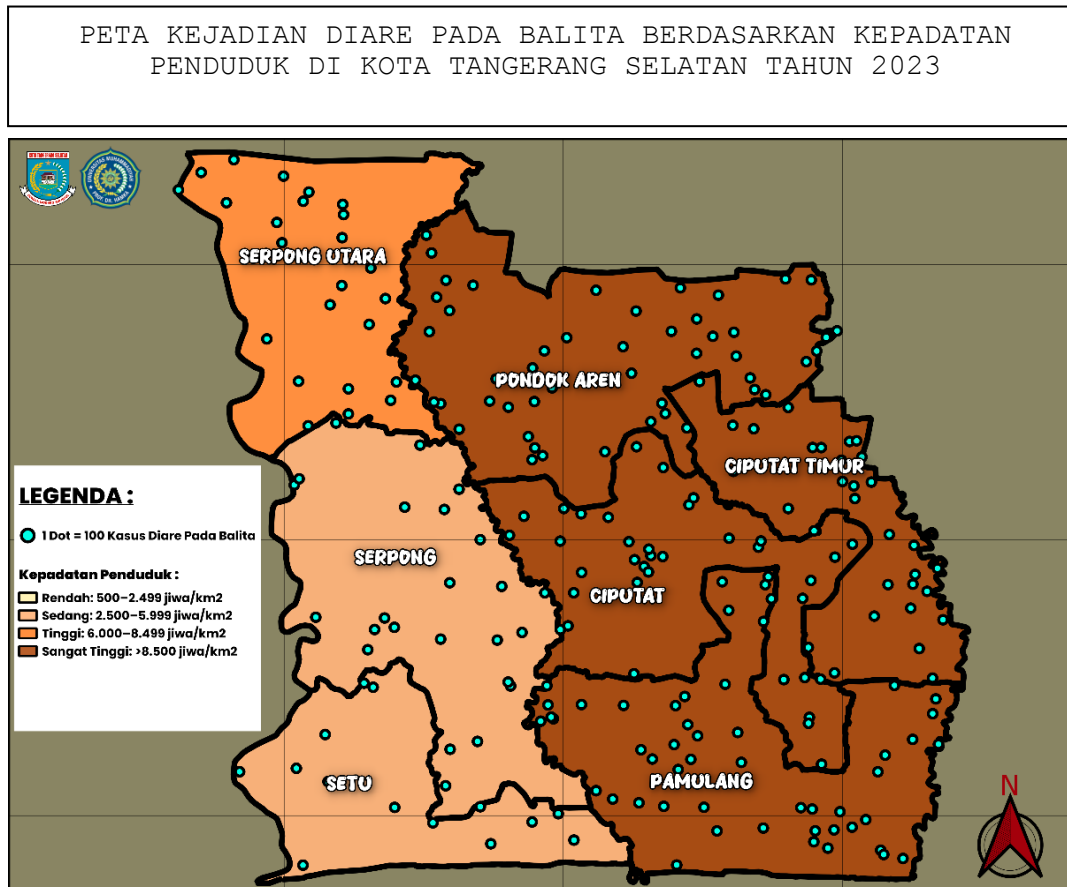 PETA KEJADIAN DIARE PADA BALITA BERDASARKAN KEPADATAN
PENDUDUK DI KOTA TANGERANG SELATAN TAHUN 2023
SERPONG UTARA
PONDOK AREN
CIPUTAT TIMUR
LEGENDA :
1 Dot = 100 Kasus Diare Pada Balita
Kepadatan Penduduk :
Rendah: 500–2.499 jiwa/km2
Sedang: 2.500–5.999 jiwa/km2
Tinggi: 6.000–8.499 jiwa/km2
Sangat Tinggi: >8.500 jiwa/km2
SERPONG
CIPUTAT
SETU
PAMULANG
N